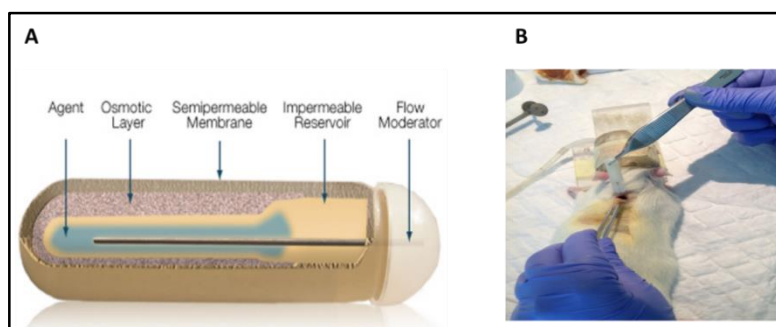 A
B
Agent
Osmotic
Layer
Semipermeable
Membrane
Impermeable
Reservoir
Flow
Moderator